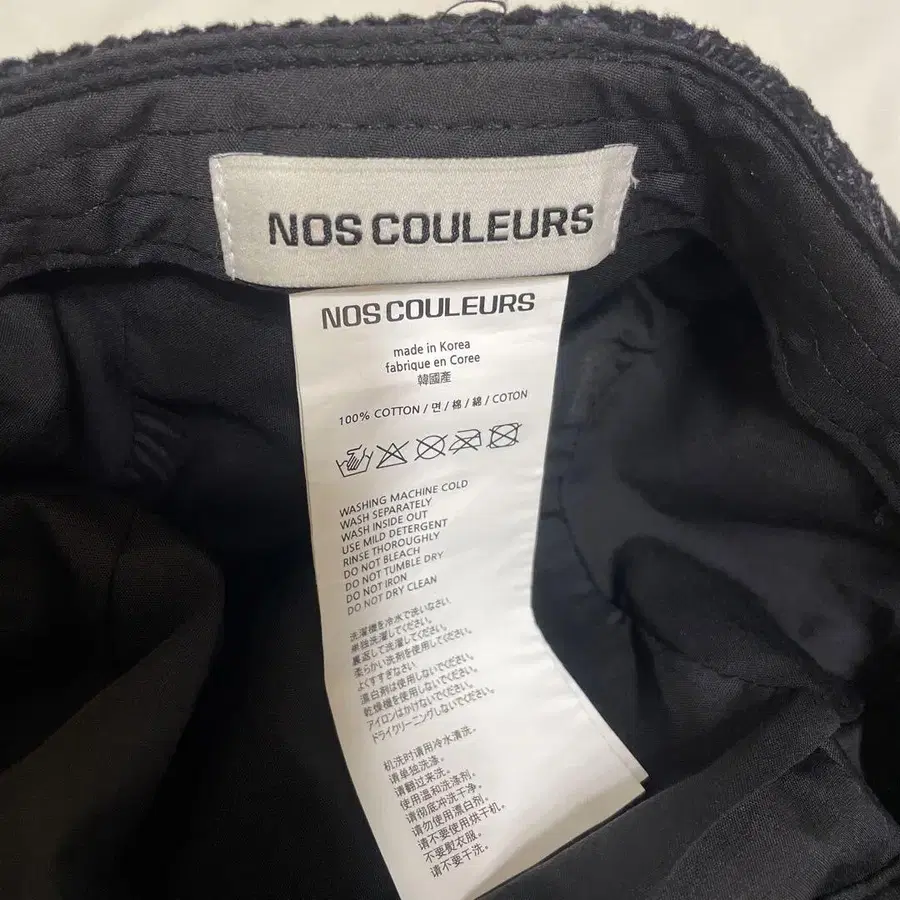 NOS COULEURS
NOS COULEURS
made in Korea
fabrique en Coree
韓國產
100% COTTON / 면 / 棉 / 綿 / COTON
WASHING MACHINE COLD
WASH SEPARATELY
WASH INSIDE OUT
USE MILD DETERGENT
RINSE THOROUGHLY
DO NOT BLEACH
DO NOT TUMBLE DRY
DO NOT IRON
DO NOT DRY CLEAN
洗濯機を冷水で洗いなさい
単独洗濯してください。
裏返して洗濯してください。
柔らかい洗剤を使用してください。
よくすすぎなさい
漂白剤は使用しないでください。
乾燥機を使用しないでください。
アイロンはかけないでください。
ドライクリーニングしないでください。
机洗时请用冷水清洗。
请单独洗涤。
请翻过来洗。
使用温和洗涤剂。
请彻底冲洗干净。
请勿使用漂白剂。
请不要使用烘干机。
不要熨衣服。
请不要干洗。